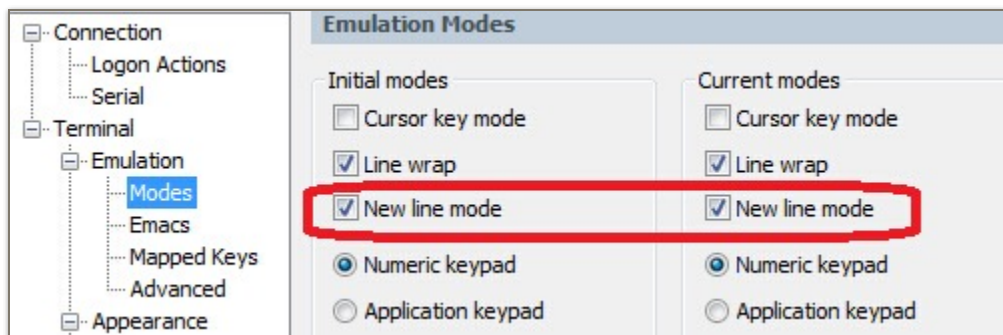 Connection
Logon Actions
Serial
Terminal
Emulation
Modes
Emacs
Mapped Keys
Advanced
Appearance
Emulation Modes
Initial modes
Cursor key mode
Line wrap
New line mode
Numeric keypad
Application keypad
Current modes
Cursor key mode
Line wrap
New line mode
Numeric keypad
Application keypad